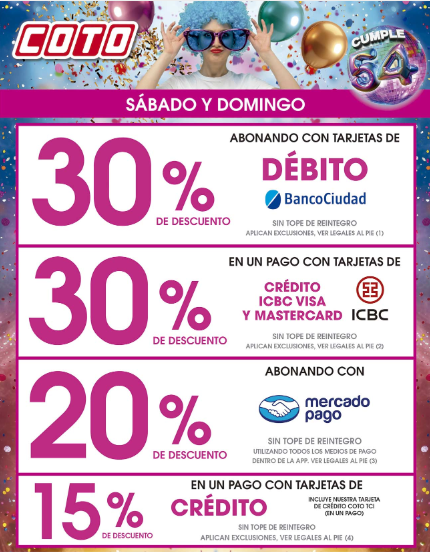 COTO
CUMPLE
54
SÁBADO Y DOMINGO
30%
DE DESCUENTO
ABONANDO CON TARJETAS DE
DÉBITO
BancoCiudad
SIN TOPE DE REINTEGRO
APLICAN EXCLUSIONES, VER LEGALES AL PIE (1)
30%
DE DESCUENTO
EN UN PAGO CON TARJETAS DE
CRÉDITO
ICBC VISA
Y MASTERCARD
ICBC
SIN TOPE DE REINTEGRO
APLICAN EXCLUSIONES, VER LEGALES AL PIE (2)
20%
DE DESCUENTO
ABONANDO CON
mercado
pago
SIN TOPE DE REINTEGRO
UTILIZANDO TODOS LOS MEDIOS DE PAGO
DENTRO DE LA APP. VER LEGALES AL PIE (3)
15%
DE DESCUENTO
EN UN PAGO CON TARJETAS DE
CRÉDITO
INCLUYE NUESTRA TARJETA
DE CRÉDITO COTO TCI
(EN UN PAGO)
SIN TOPE DE REINTEGRO
APLICAN EXCLUSIONES, VER LEGALES AL PIE (4)